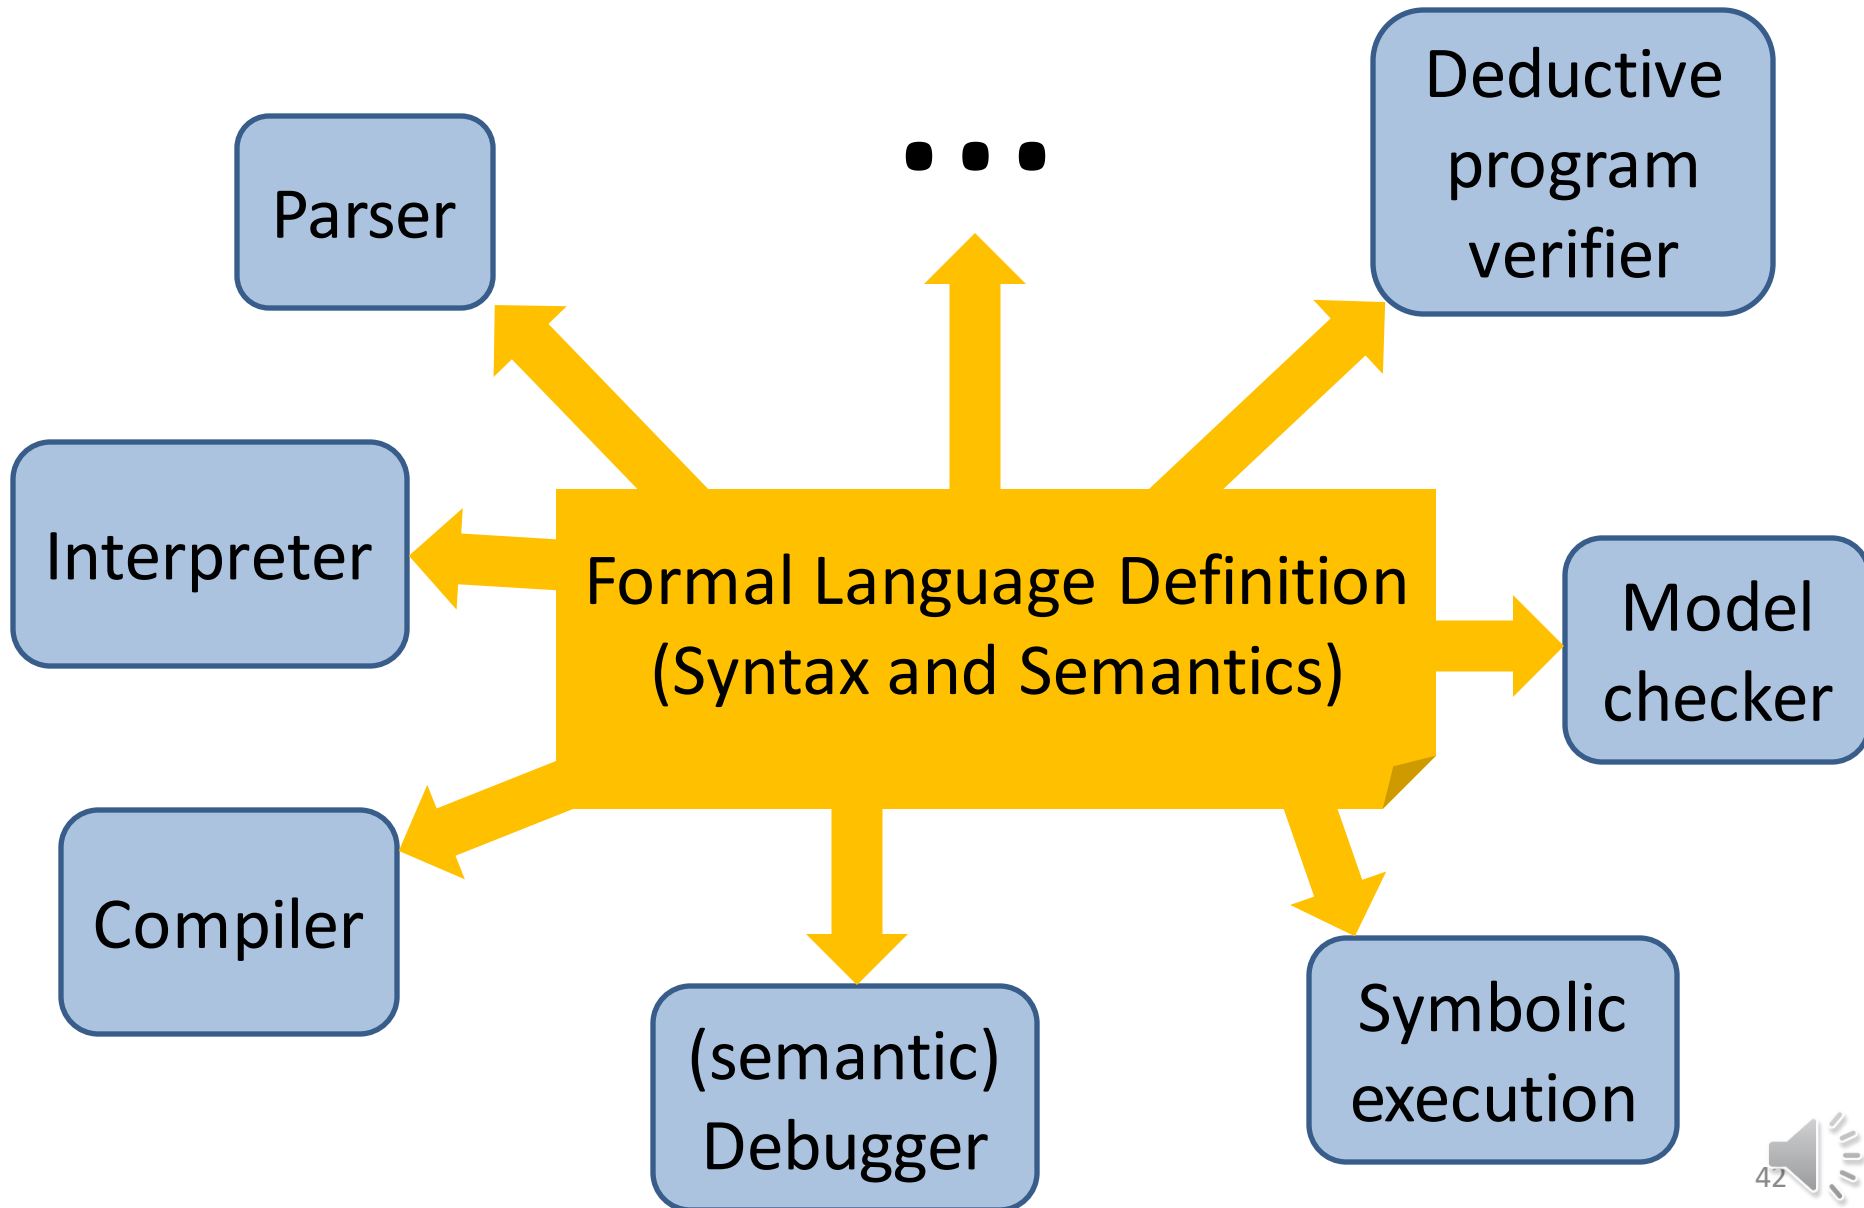 Deductive
program
verifier
Parser
...
Interpreter
Formal Language Definition
(Syntax and Semantics)
Model
checker
Compiler
(semantic)
Debugger
Symbolic
execution
42